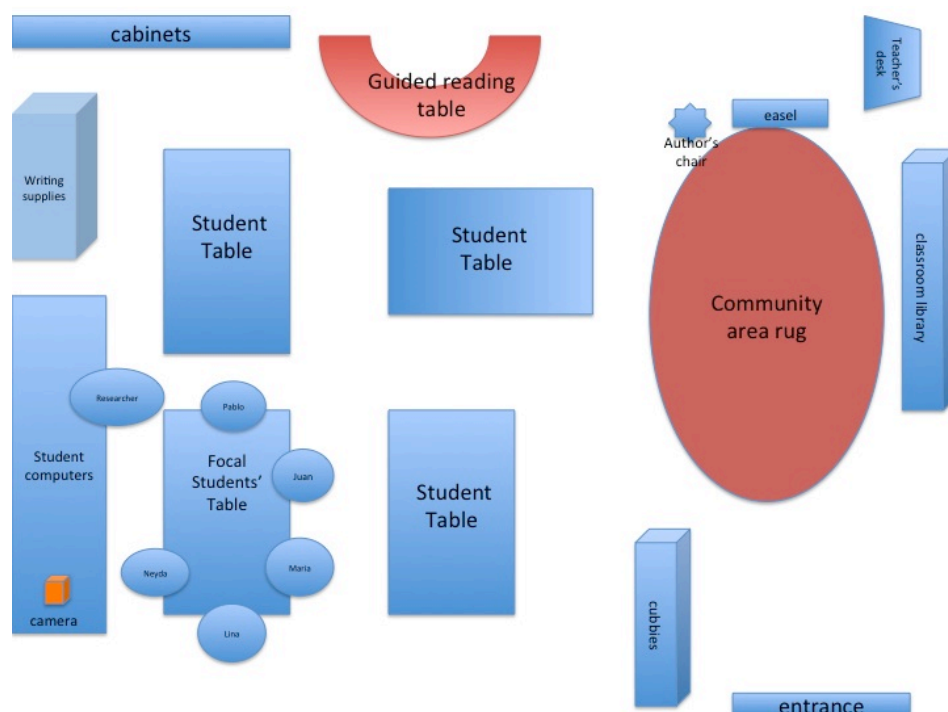 cabinets
Guided reading
table
Teacher's
desk
easel
Author's
chair
Writing
supplies
Student
Table
Student
Table
classroom library
Community
area rug
Researcher
Pablo
Student
computers
Focal
Students'
Table
Juan
Student
Table
Neyda
Maria
camera
Lina
cubbies
entrance